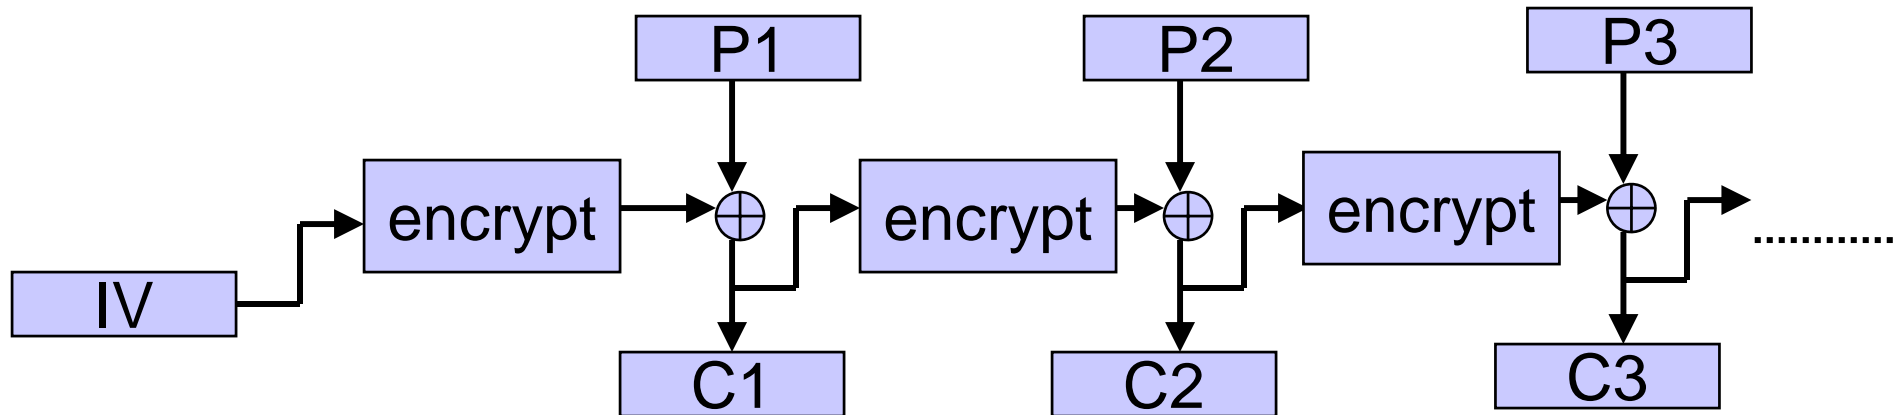 P1
P2
P3
encrypt
encrypt
encrypt
IV
............
C1
C2
C3